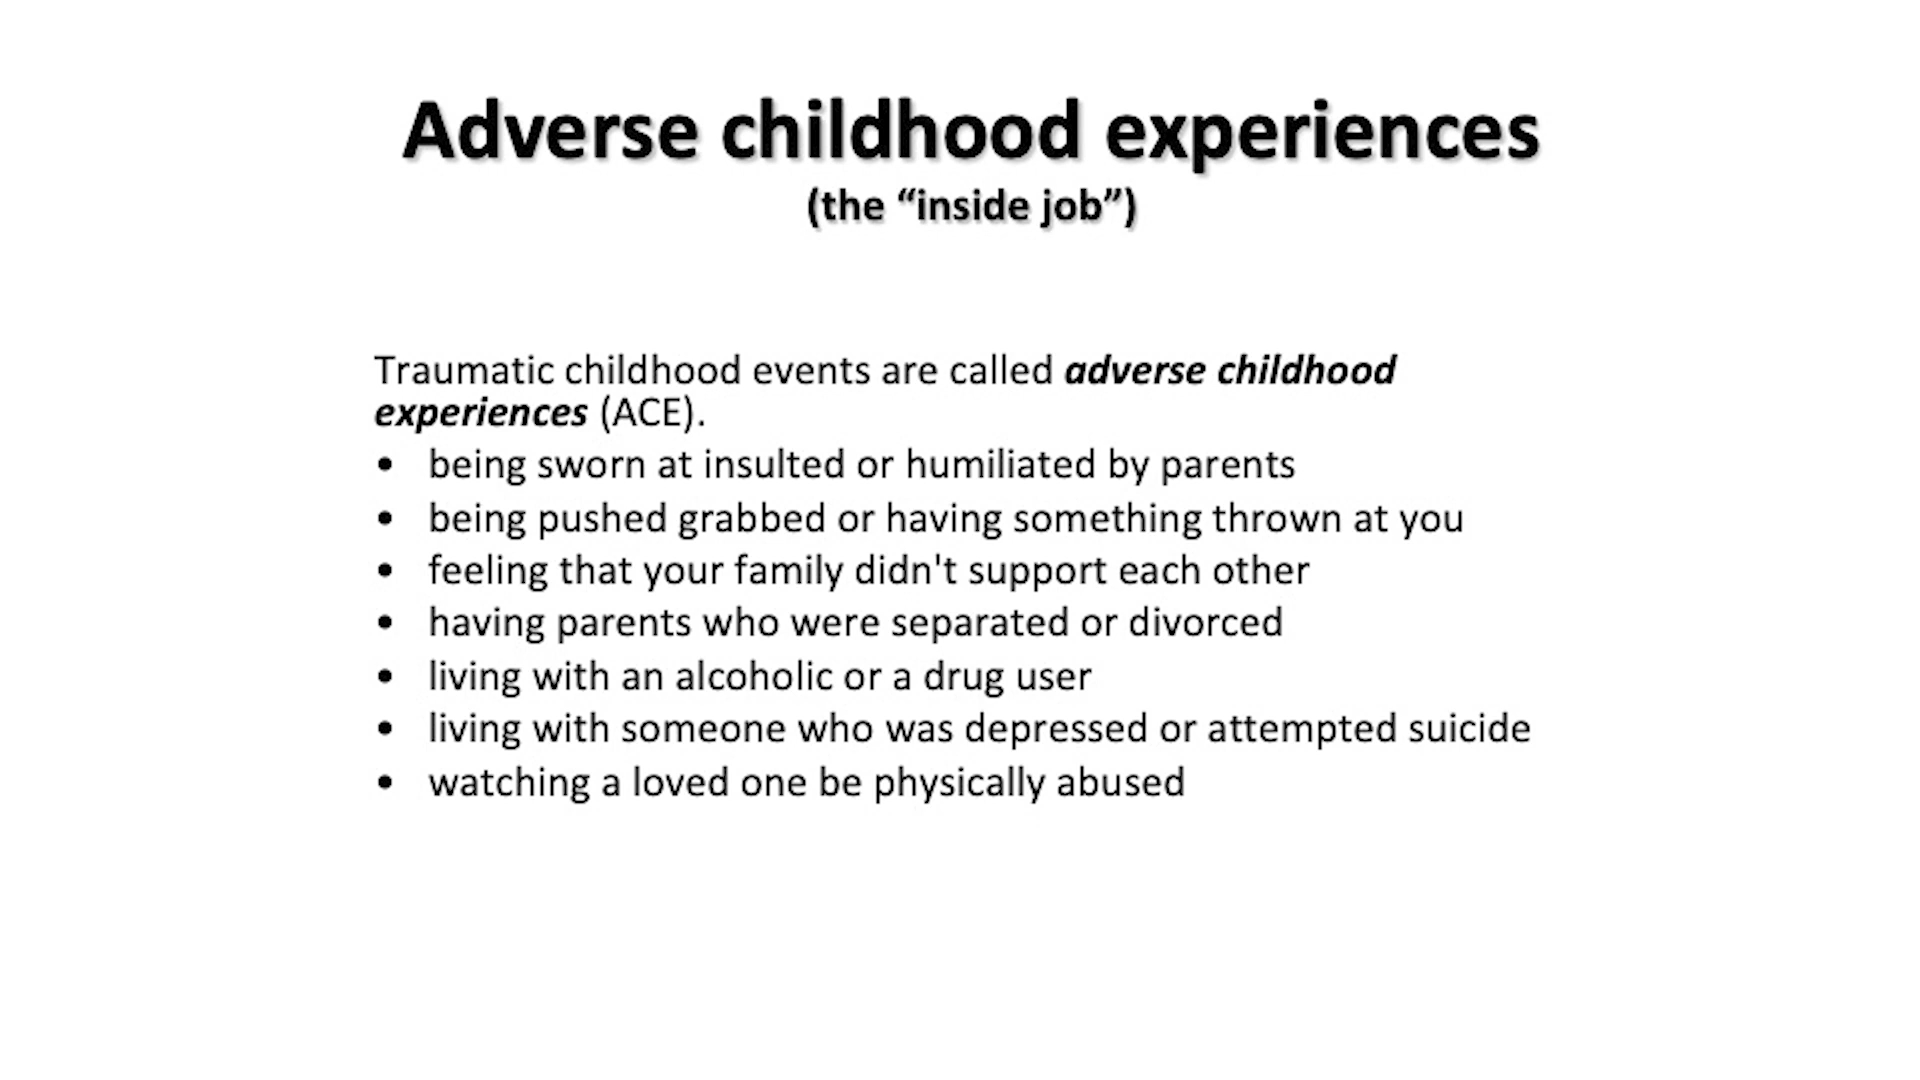 Adverse childhood experiences
(the “inside job”)
Traumatic childhood events are called adverse childhood
experiences (ACE).
• being sworn at insulted or humiliated by parents
• being pushed grabbed or having something thrown at you
• feeling that your family didn't support each other
• having parents who were separated or divorced
• living with an alcoholic or a drug user
• living with someone who was depressed or attempted suicide
• watching a loved one be physically abused